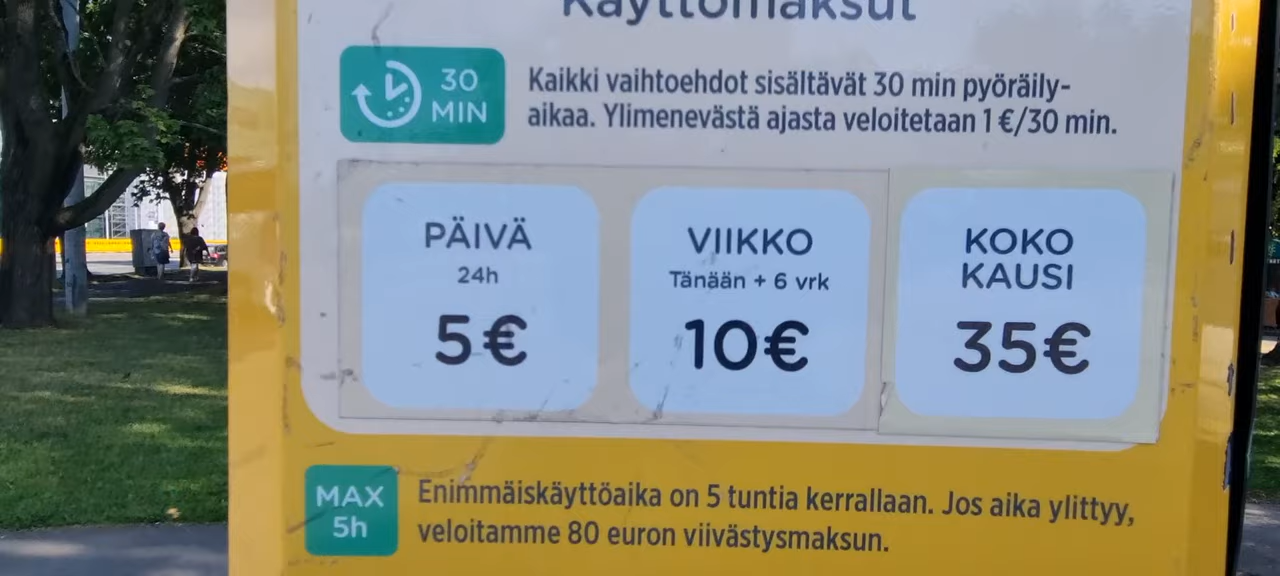 Käyttömaksut
30
MIN
Kaikki vaihtoehdot sisältävät 30 min pyöräily-
aikaa. Ylimenevästä ajasta veloitetaan 1 €/30 min.
PÄIVÄ
24h
5€
VIIKKO
Tänään + 6 vrk
10€
KOKO
KAUSI
35€
MAX
5h
Enimmäiskäyttöaika on 5 tuntia kerrallaan. Jos aika ylittyy,
veloitamme 80 euron viivästysmaksun.